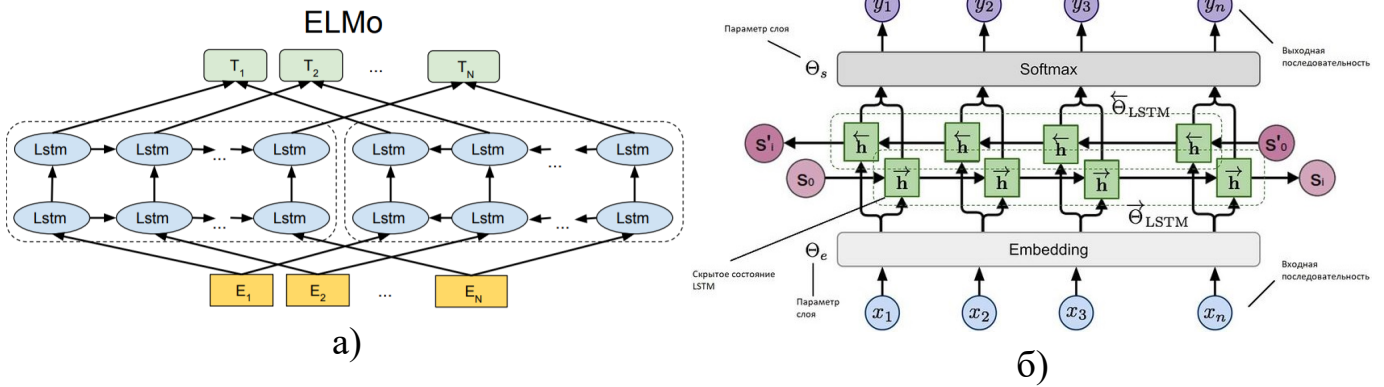 ELMo
T1 T2 ... TN
Lstm Lstm ... Lstm Lstm Lstm ... Lstm
Lstm Lstm ... Lstm Lstm Lstm ... Lstm
E1 E2 ... EN
а)
y1 y2 y3 yn
Параметр слоя
Выходная
последовательность
Θs
Softmax
Θ⃖LSTM
S'i h⃖ h⃖ h⃖ h⃖ S'0
S0 h⃗ h⃗ h⃗ h⃗ Si
Θ⃗LSTM
Θe
Embedding
Скрытое состояние
LSTM
Параметр
слоя
Входная
последовательность
x1 x2 x3 xn
б)